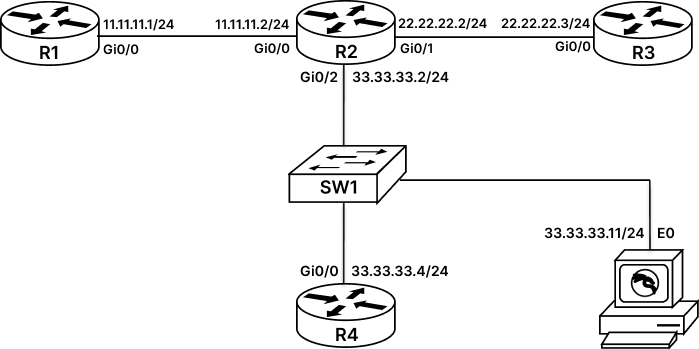 11.11.11.1/24
11.11.11.2/24
22.22.22.2/24
22.22.22.3/24
R1
Gi0/0
Gi0/0
R2
Gi0/1
Gi0/0
R3
Gi0/2
33.33.33.2/24
SW1
33.33.33.11/24
E0
Gi0/0
33.33.33.4/24
R4